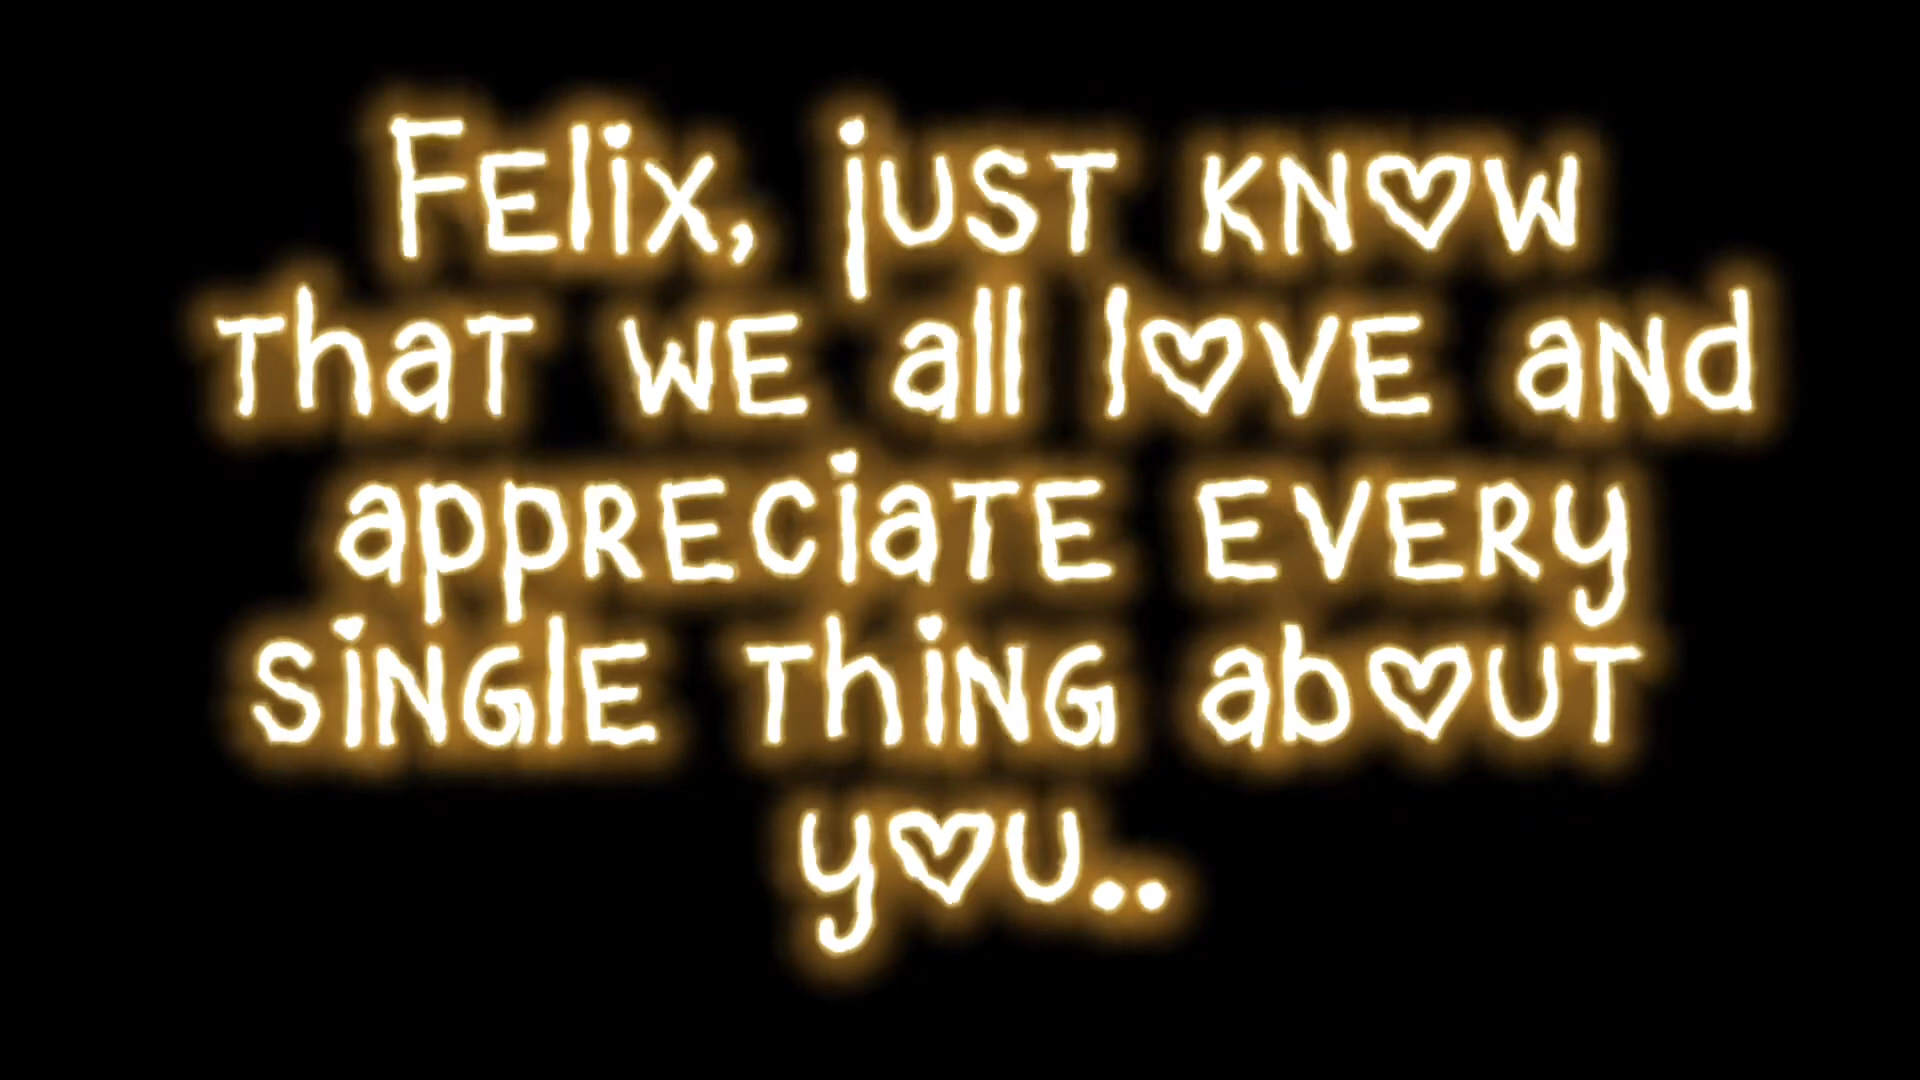 Felix, just know
that we all love and
appreciate every
single thing about
you..